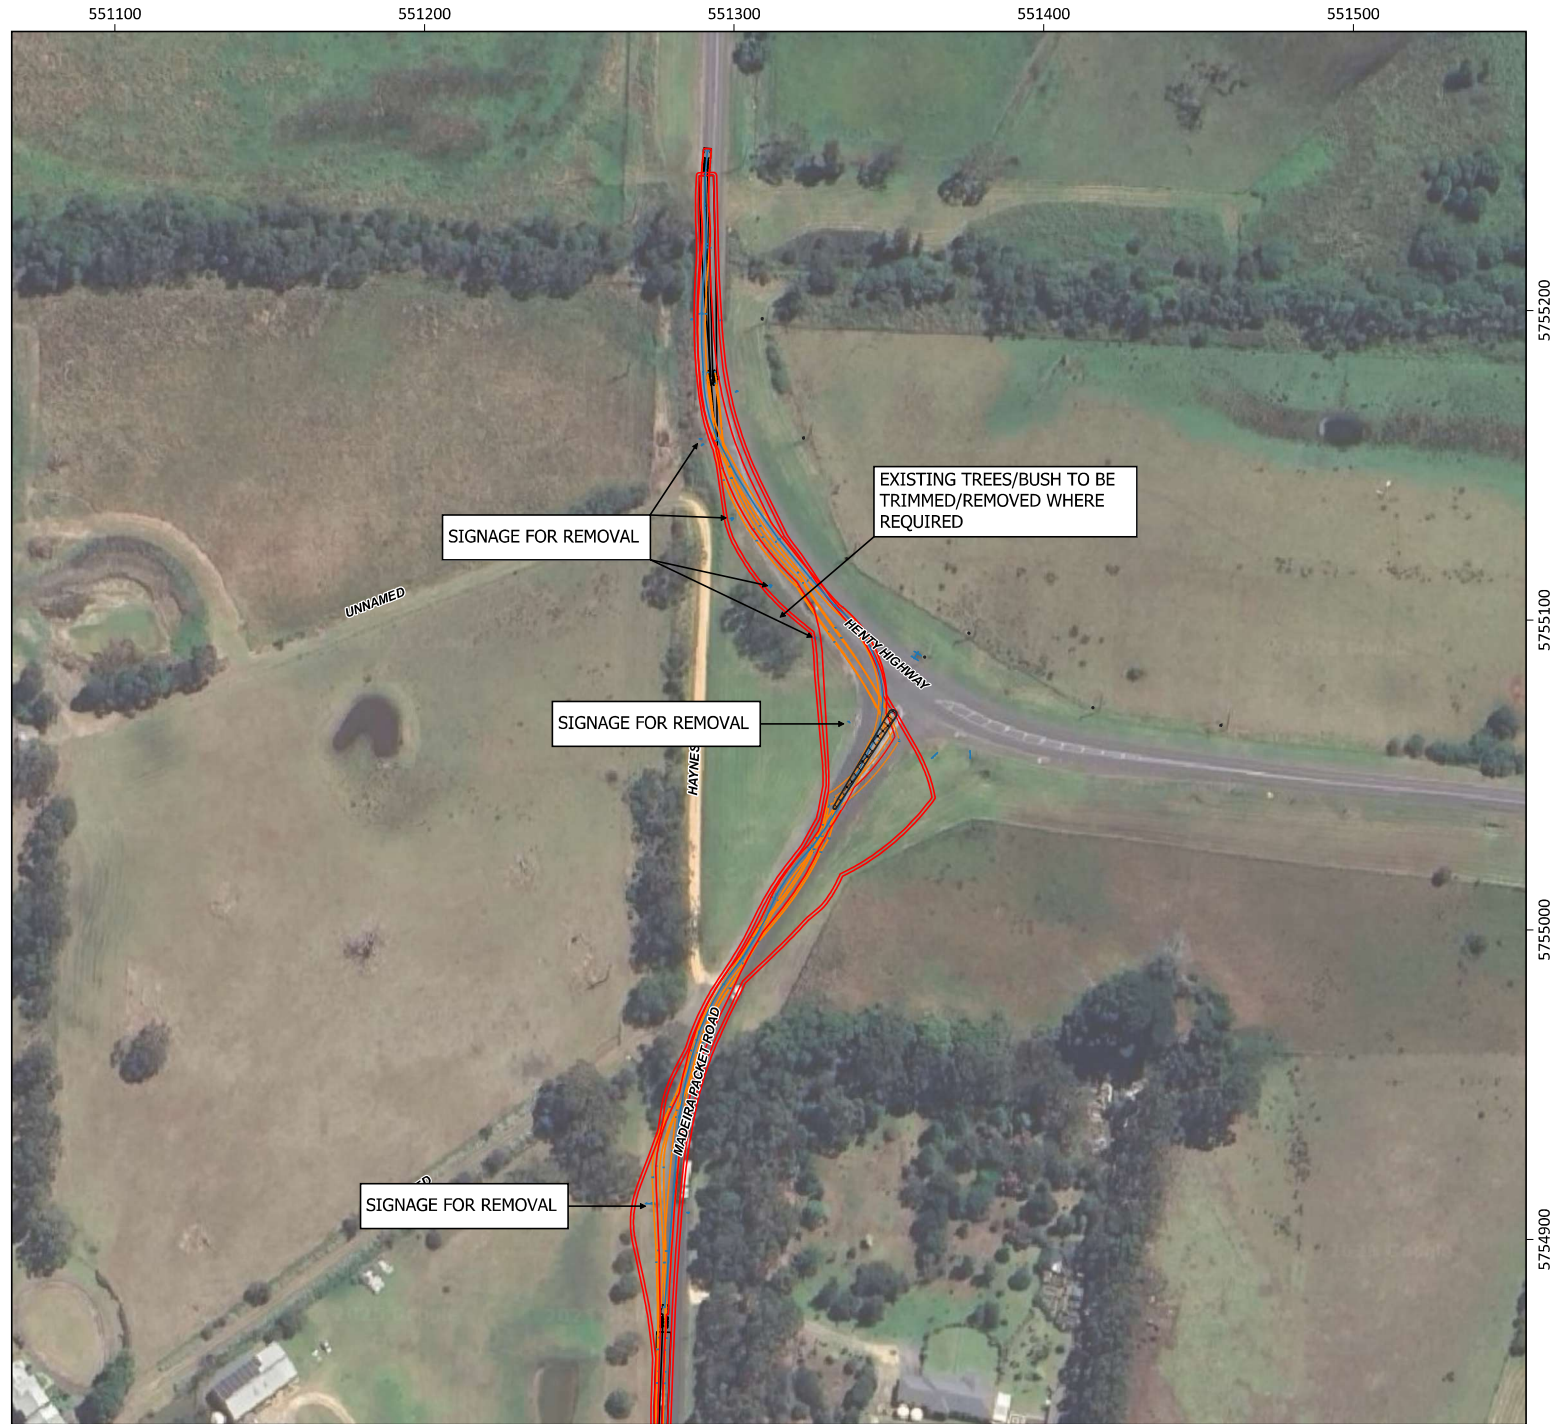 551100
551200
551300
551400
551500
5755200
EXISTING TREES/BUSH TO BE
TRIMMED/REMOVED WHERE
REQUIRED
SIGNAGE FOR REMOVAL
UNNAMED
5755100
HENTY HIGHWAY
SIGNAGE FOR REMOVAL
HAYNES
5755000
MADEIRA PACKET ROAD
ED
SIGNAGE FOR REMOVAL
5754900